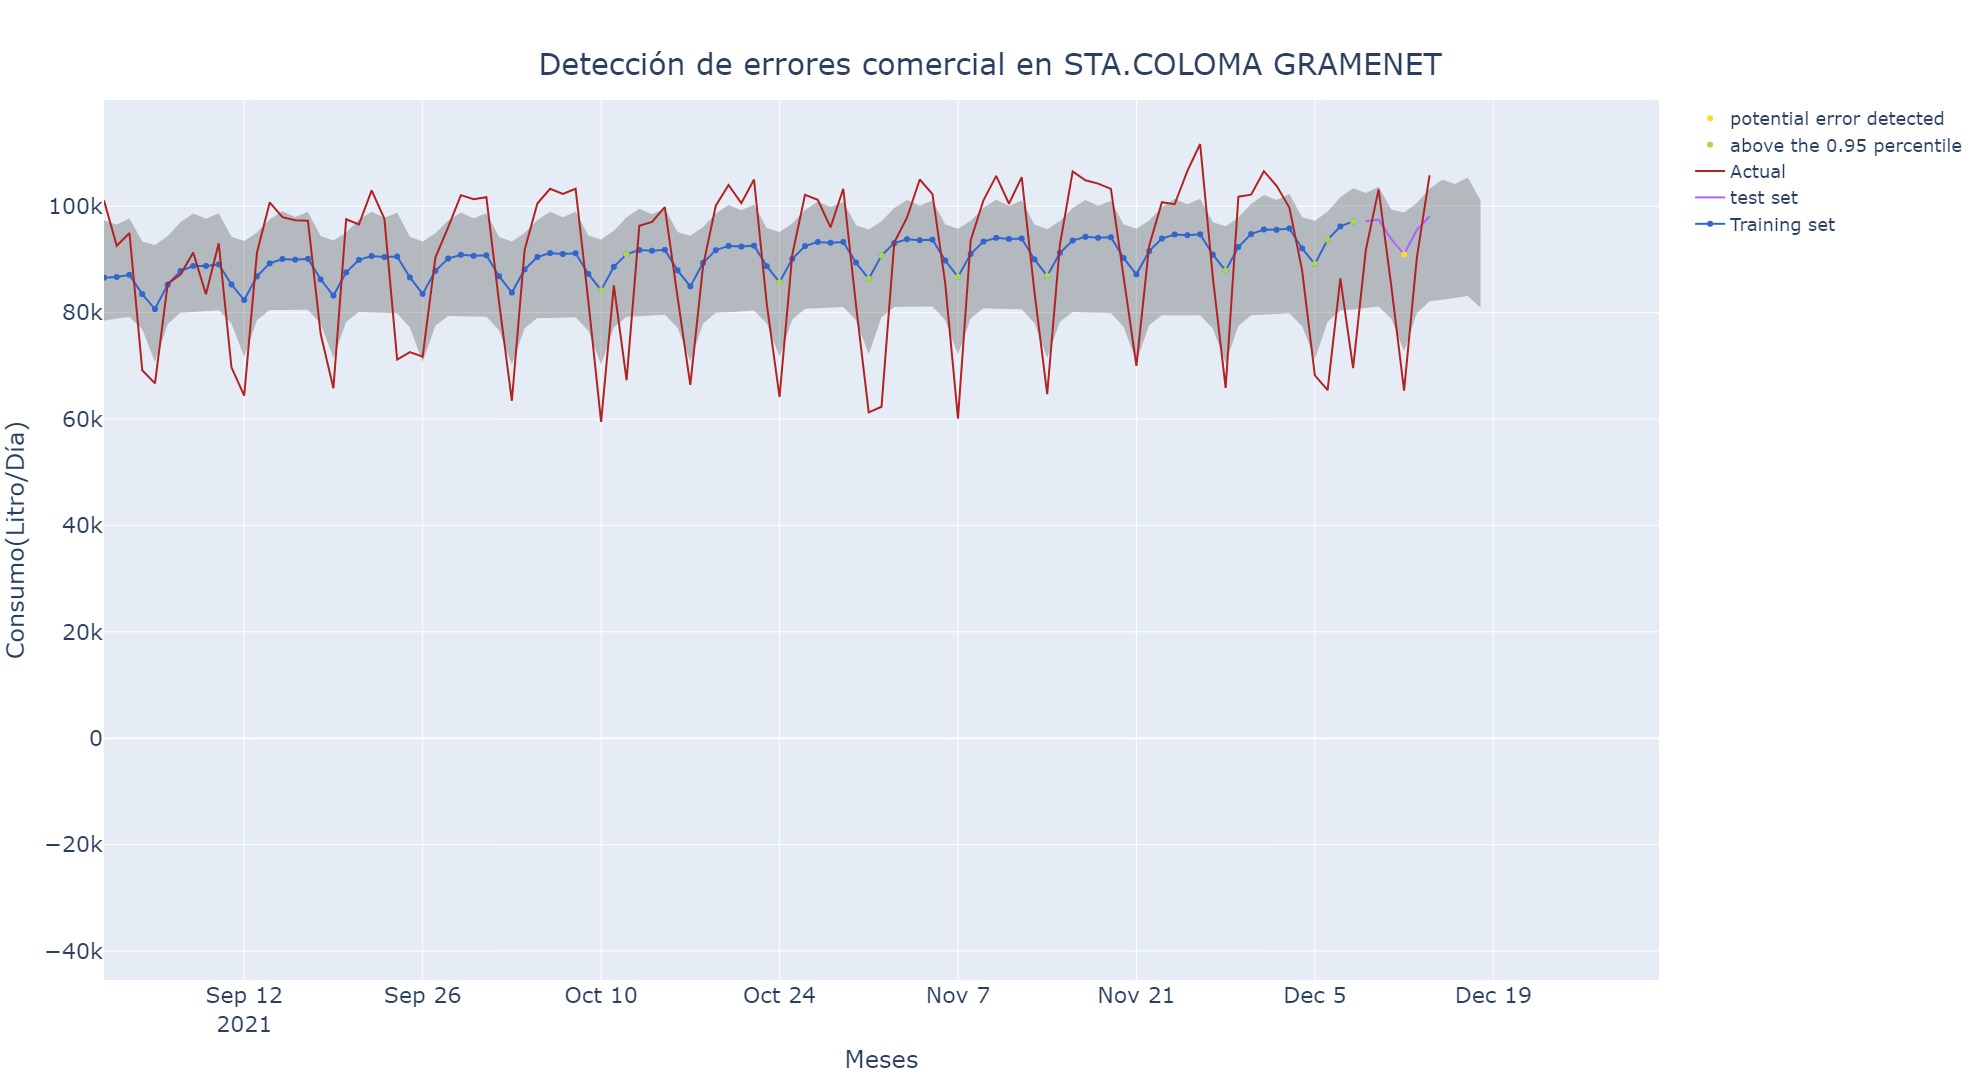 Detección de errores comercial en STA.COLOMA GRAMENET
potential error detected
above the 0.95 percentile
Actual
test set
Training set
Consumo(Litro/Día)
100k
80k
60k
40k
20k
0
−20k
−40k
Sep 12
2021
Sep 26
Oct 10
Oct 24
Nov 7
Nov 21
Dec 5
Dec 19
Meses